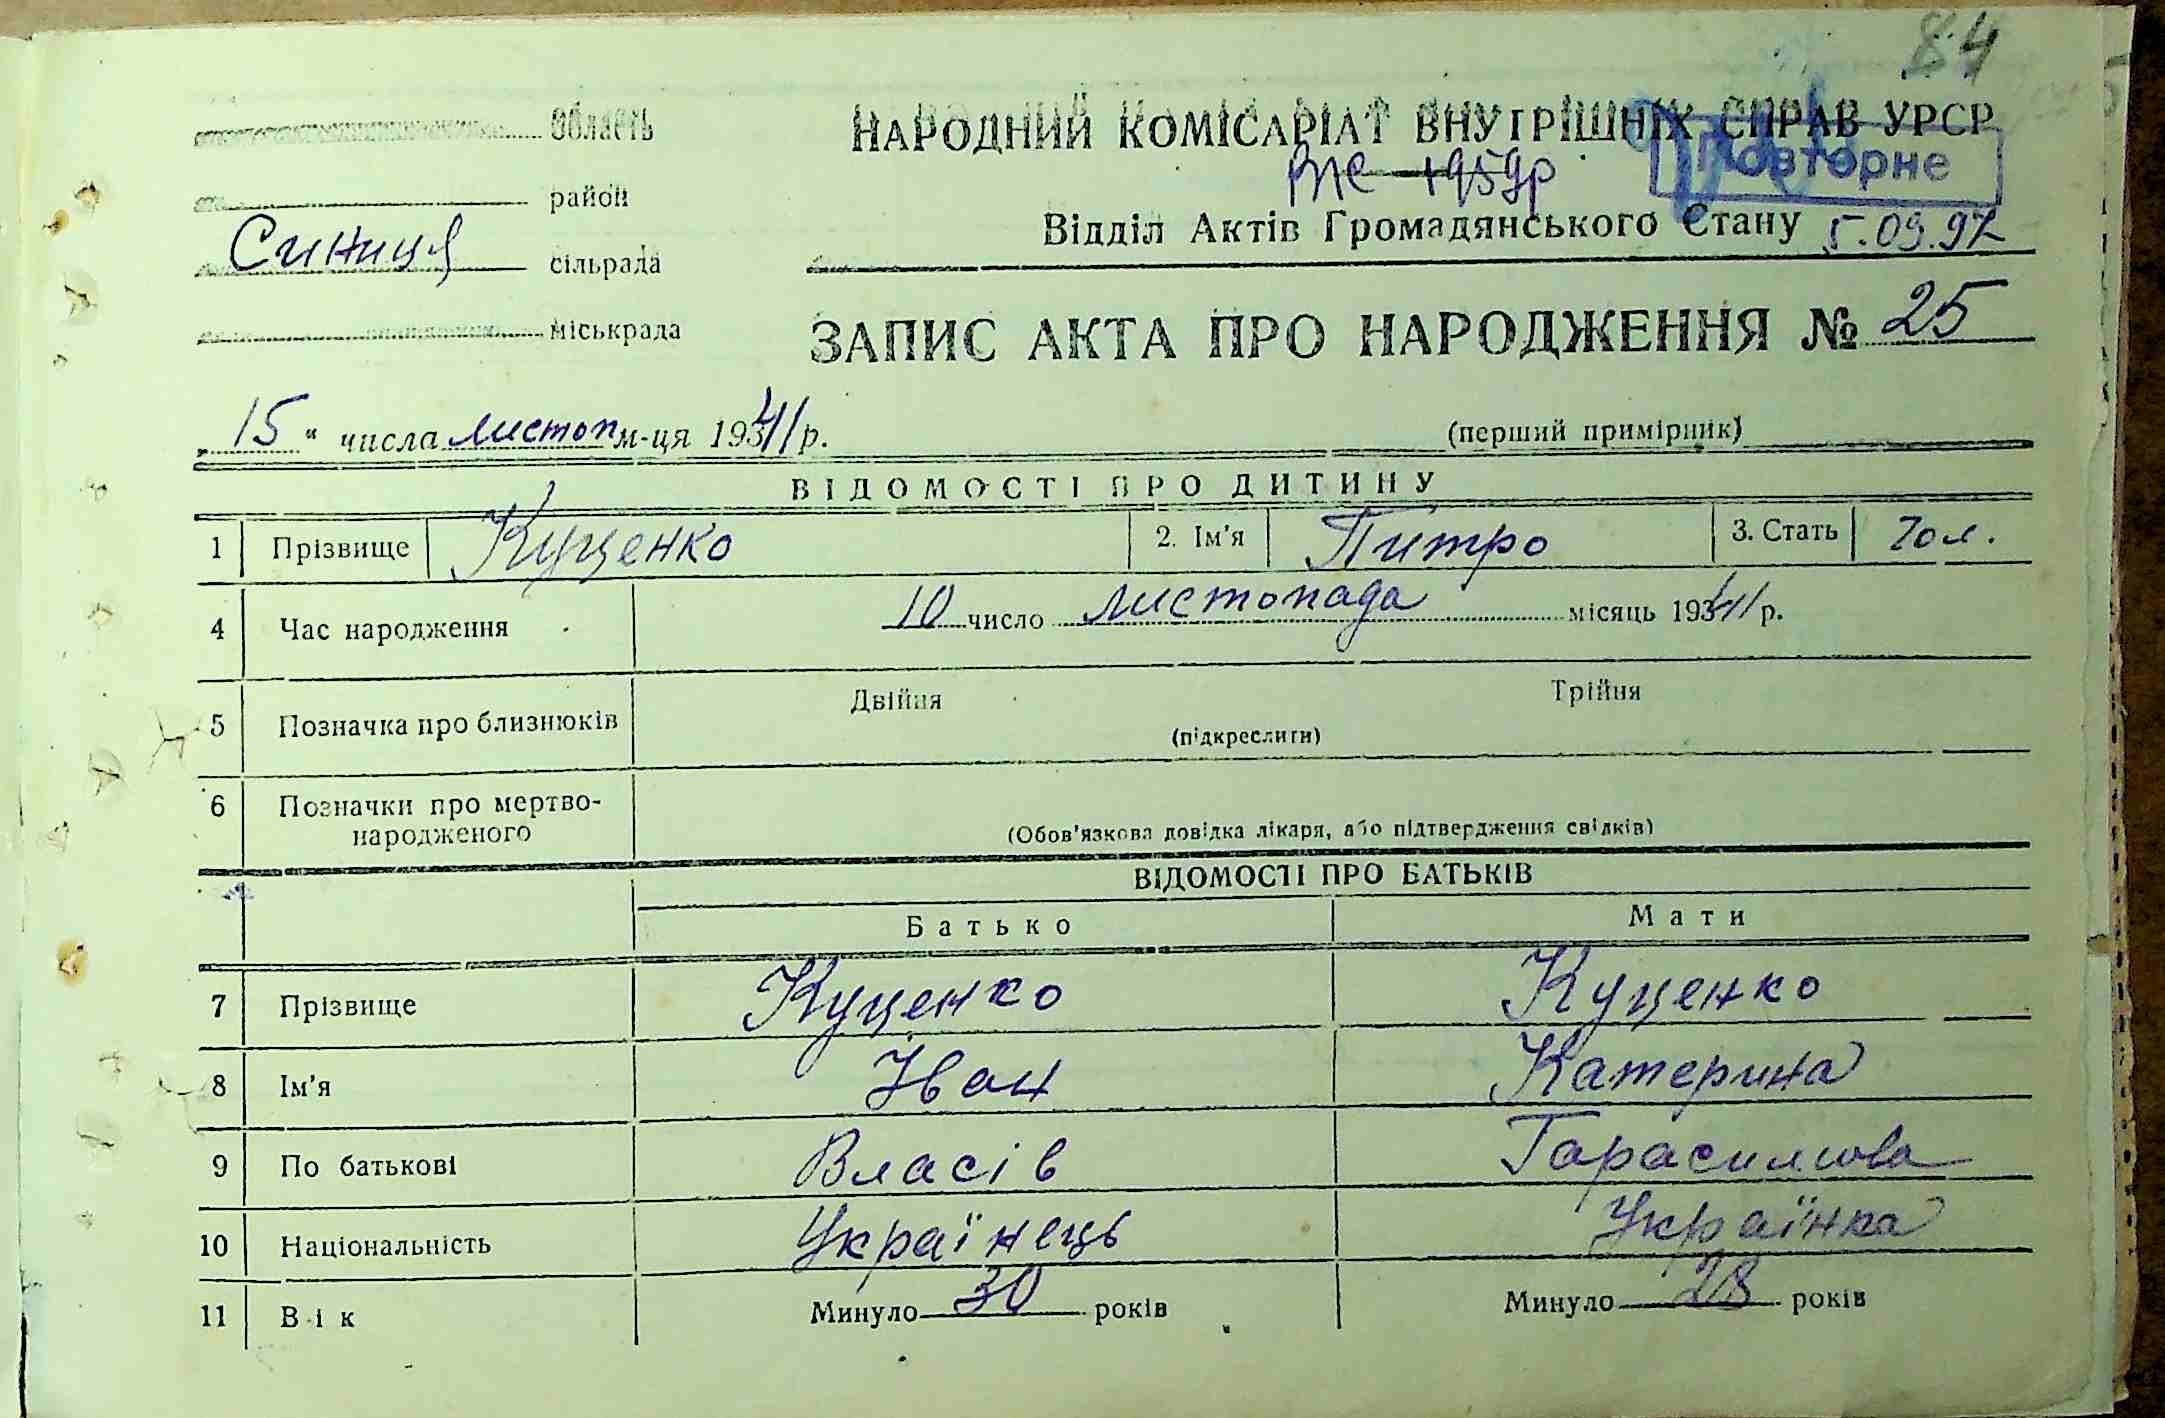 84
Область
НАРОДНИЙ КОМІСАРІАТ ВНУТРІШНІХ СПРАВ УРСР
Повторне
1959р
район
Відділ Актів Громадянського Стану 5.09.97
Синиця сільрада
міськрада
ЗАПИС АКТА ПРО НАРОДЖЕННЯ № 25
„15“ числа листоп м-ця 1941 р. (перший примірник)
ВІДОМОСТІ ПРО ДИТИНУ
1 Прізвище Куценко 2. Ім'я Питро 3. Стать Чол.
4 Час народження 10 число листопада місяць 1941 р.
5 Позначка про близнюків Двійня Трійня
(підкреслити)
6 Позначки про мертво-
народженого (Обов'язкова довідка лікаря, або підтвердження свідків)
ВІДОМОСТІ ПРО БАТЬКІВ
Батько Мати
7 Прізвище Куценко Куценко
8 Ім'я Іван Катерина
9 По батькові Власів Гарасимова
10 Національність Українець Українка
11 Вік Минуло 30 років Минуло 28 років